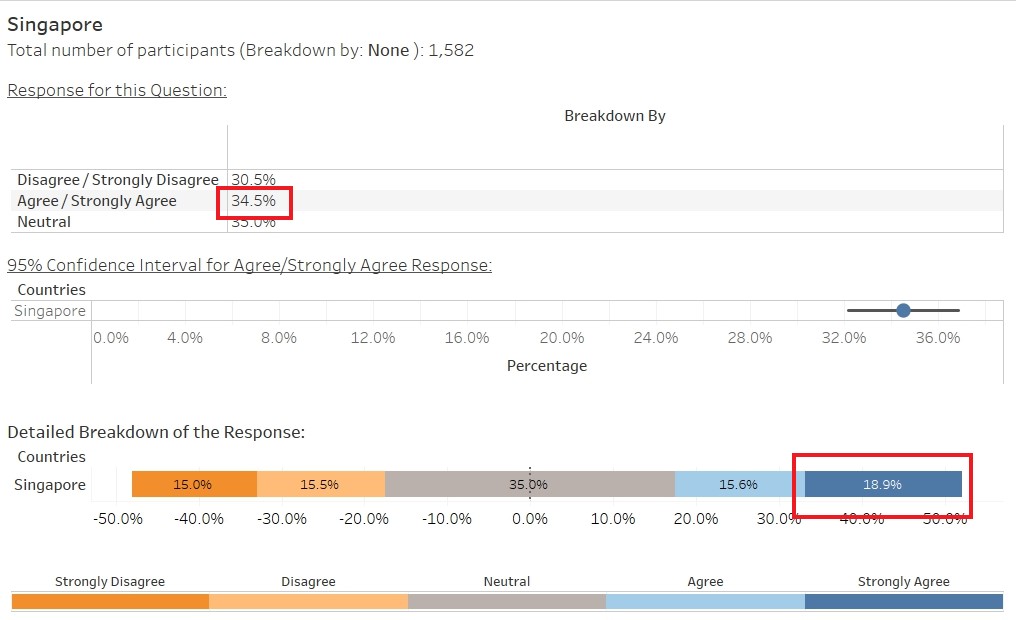 Singapore
Total number of participants (Breakdown by: None ): 1,582
Response for this Question:
Breakdown By
Disagree / Strongly Disagree 30.5%
Agree / Strongly Agree 34.5%
Neutral 35.0%
95% Confidence Interval for Agree/Strongly Agree Response:
Countries
Singapore
0.0% 4.0% 8.0% 12.0% 16.0% 20.0% 24.0% 28.0% 32.0% 36.0%
Percentage
Detailed Breakdown of the Response:
Countries
Singapore 15.0% 15.5% 35.0% 15.6% 18.9%
-50.0% -40.0% -30.0% -20.0% -10.0% 0.0% 10.0% 20.0% 30.0% 40.0% 50.0%
Strongly Disagree Disagree Neutral Agree Strongly Agree